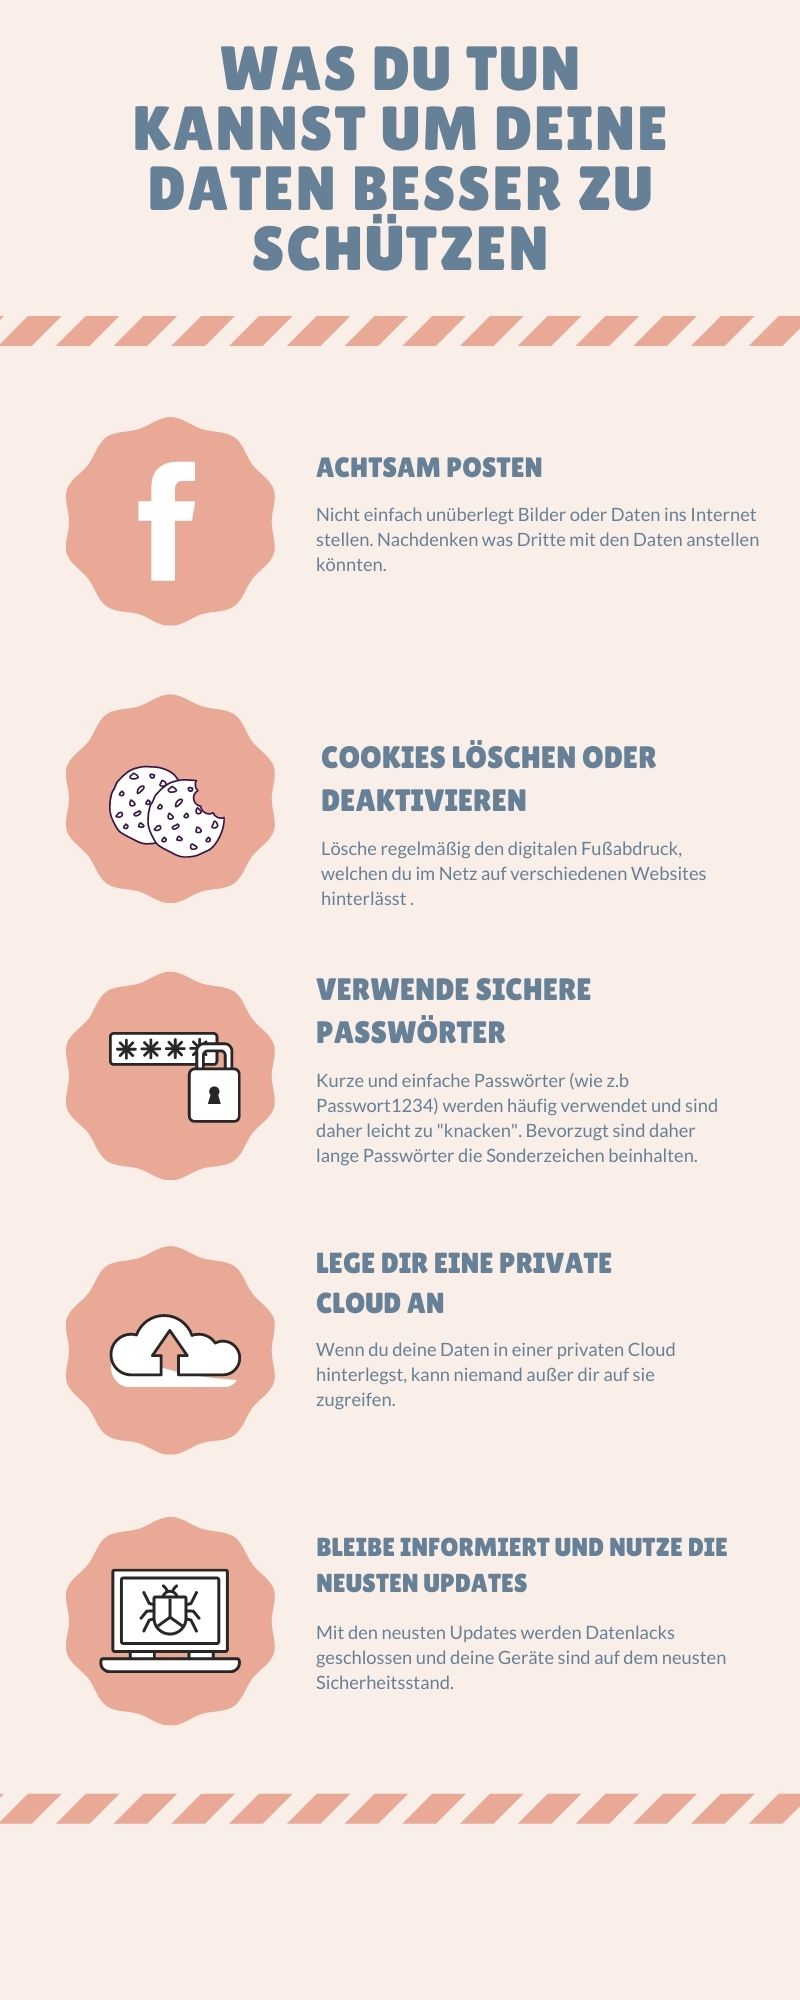 WAS DU TUN
KANNST UM DEINE
DATEN BESSER ZU
SCHÜTZEN
ACHTSAM POSTEN
Nicht einfach unüberlegt Bilder oder Daten ins Internet
stellen. Nachdenken was Dritte mit den Daten anstellen
könnten.
COOKIES LÖSCHEN ODER
DEAKTIVIEREN
Lösche regelmäßig den digitalen Fußabdruck,
welchen du im Netz auf verschiedenen Websites
hinterlässt .
VERWENDE SICHERE
PASSWÖRTER
Kurze und einfache Passwörter (wie z.b
Passwort1234) werden häufig verwendet und sind
daher leicht zu "knacken". Bevorzugt sind daher
lange Passwörter die Sonderzeichen beinhalten.
LEGE DIR EINE PRIVATE
CLOUD AN
Wenn du deine Daten in einer privaten Cloud
hinterlegst, kann niemand außer dir auf sie
zugreifen.
BLEIBE INFORMIERT UND NUTZE DIE
NEUSTEN UPDATES
Mit den neusten Updates werden Datenlacks
geschlossen und deine Geräte sind auf dem neusten
Sicherheitsstand.